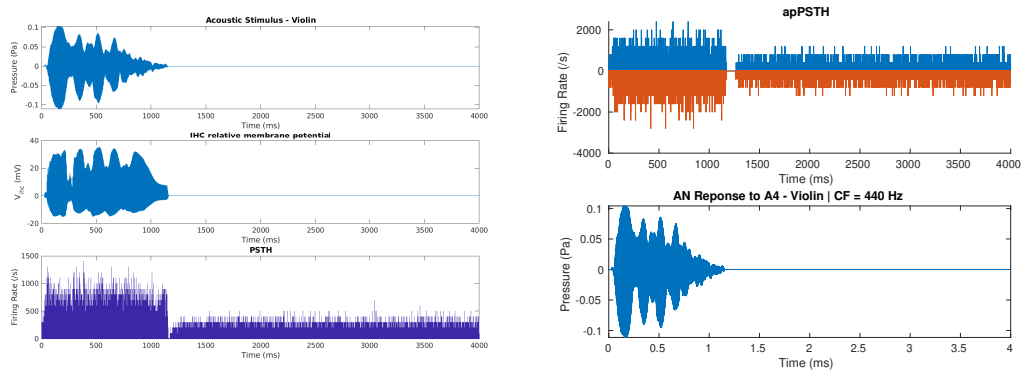 Acoustic Stimulus - Violin
0.1
0.05
0
-0.05
-0.1
Pressure (Pa)
0 500 1000 1500 2000 2500 3000 3500 4000
Time (ms)
IHC relative membrane potential
40
20
0
-20
V_ihc (mV)
0 500 1000 1500 2000 2500 3000 3500 4000
Time (ms)
PSTH
1500
1000
500
0
Firing Rate (/s)
0 500 1000 1500 2000 2500 3000 3500 4000
Time (ms)
apPSTH
2000
0
-2000
-4000
Firing Rate (/s)
0 500 1000 1500 2000 2500 3000 3500 4000
Time (ms)
AN Reponse to A4 - Violin | CF = 440 Hz
0.1
0.05
0
-0.05
-0.1
Pressure (Pa)
0 0.5 1 1.5 2 2.5 3 3.5 4
Time (ms)